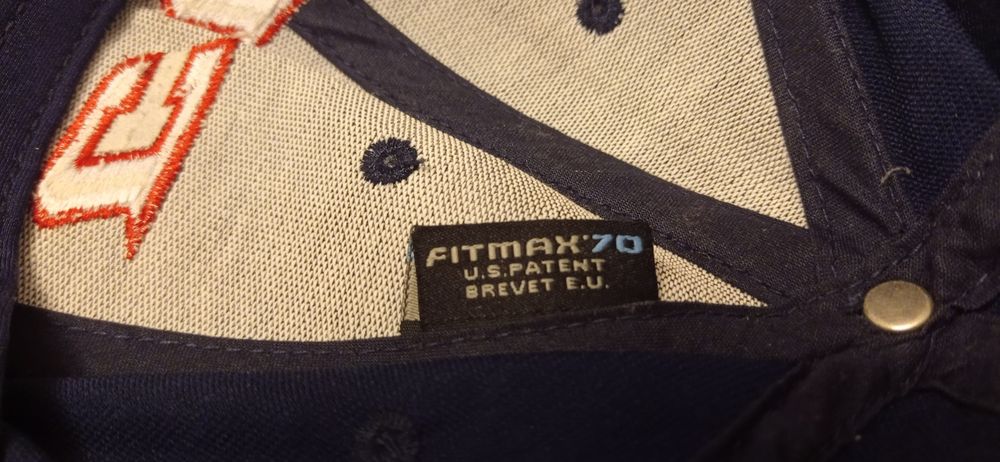 FITMAX'70
U.S. PATENT
BREVET E.U.